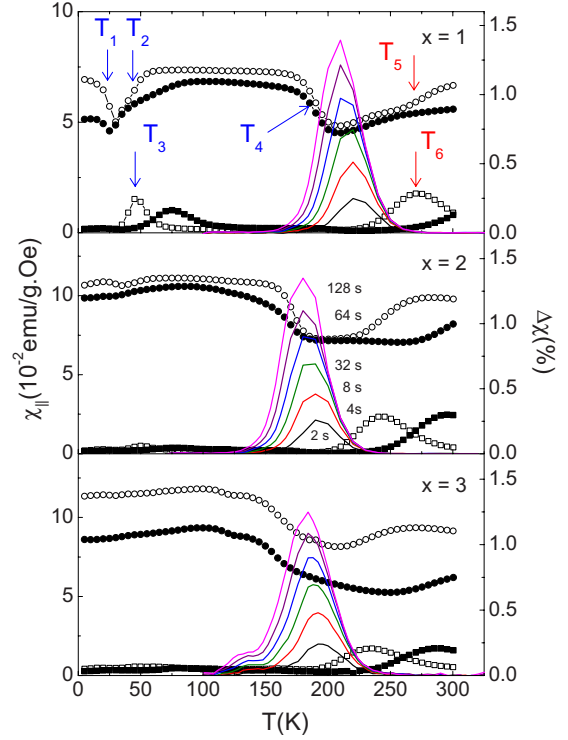 x = 1
T1 T2
T5
T3
T4
T6
10
5
0
1.5
1.0
0.5
0.0
x = 2
128 s
64 s
32 s
8 s
4s
2 s
10
5
0
1.5
1.0
0.5
0.0
x = 3
10
5
0
1.5
1.0
0.5
0.0
0 50 100 150 200 250 300
T(K)
χ||(10-2emu/g.Oe)
Δχ(%)